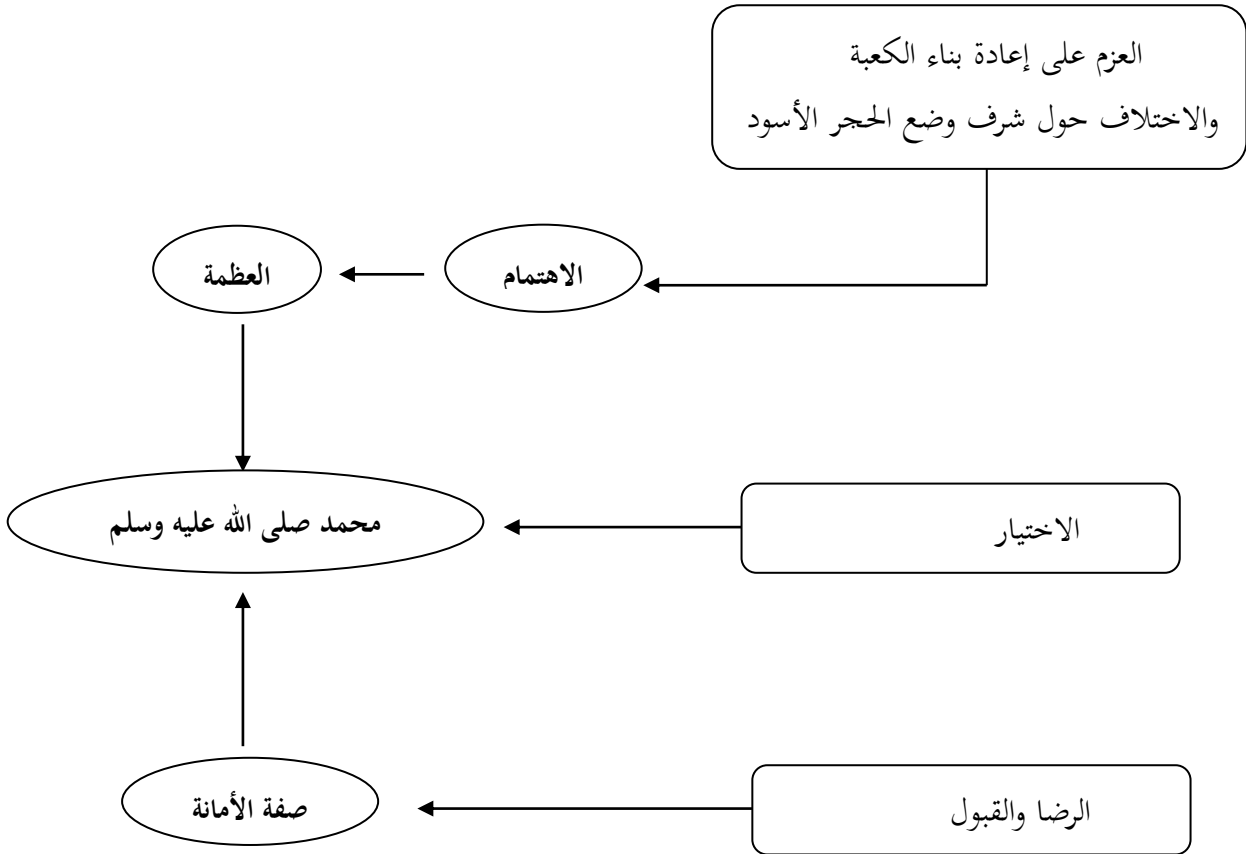 العزم على إعادة بناء الكعبة
والاختلاف حول شرف وضع الحجر الأسود
الاهتمام
العظمة
الاختيار
محمد صلى الله عليه وسلم
الرضا والقبول
صفة الأمانة